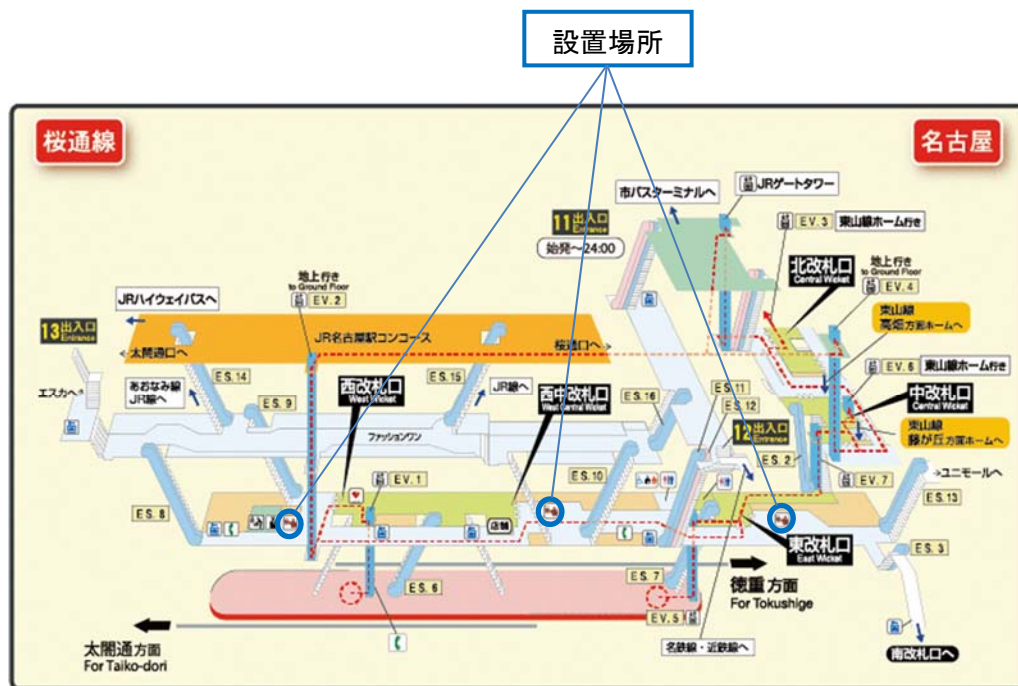 設置場所
桜通線
名古屋
市バスターミナルへ
JRゲートタワー
11 出入口
Entrance
始発～24:00
EV. 3
東山線ホーム行き
北改札口
Central Wicket
地上行き
to Ground Floor
EV. 4
地上行き
to Ground Floor
EV. 2
JRハイウェイバスへ
東山線
高畑方面ホームへ
13 出入口
Entrance
JR名古屋駅コンコース
太閤通口へ
桜通口へ
EV. 6
東山線ホーム行き
エスカへ
あおなみ線
JR線へ
ES. 14
ES. 9
西改札口
West Wicket
ES. 15
JR線へ
西中改札口
West Central Wicket
ES. 16
ES. 11
ES. 12
12 出入口
Entrance
中改札口
Central Wicket
東山線
藤が丘方面ホームへ
ファッションワン
ES. 10
ES. 2
EV. 7
ユニモールへ
ES. 13
ES. 8
EV. 1
店舗
東改札口
East Wicket
ES. 3
ES. 6
ES. 7
徳重方面
For Tokushige
EV. 5
名鉄線・近鉄線へ
南改札口へ
太閤通方面
For Taiko-dori